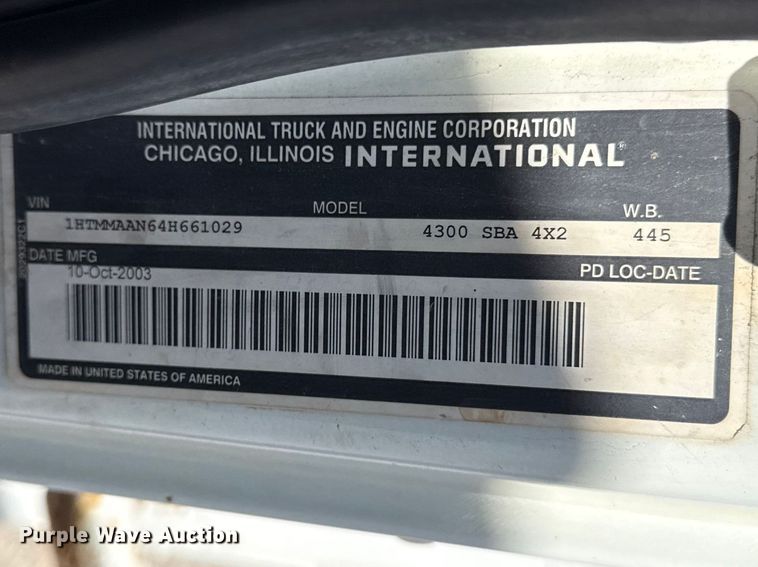 INTERNATIONAL TRUCK AND ENGINE CORPORATION
CHICAGO, ILLINOIS INTERNATIONAL®
VIN MODEL W.B.
1HTMMAAN64H661029 4300 SBA 4X2 445
DATE MFG PD LOC-DATE
10-Oct-2003
MADE IN UNITED STATES OF AMERICA
Purple Wave Auction